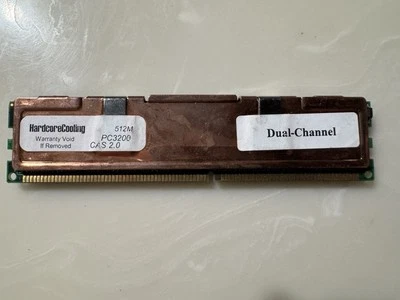 HardcoreCooling
512M
Warranty Void
PC3200
If Removed
CAS 2.0
Dual-Channel